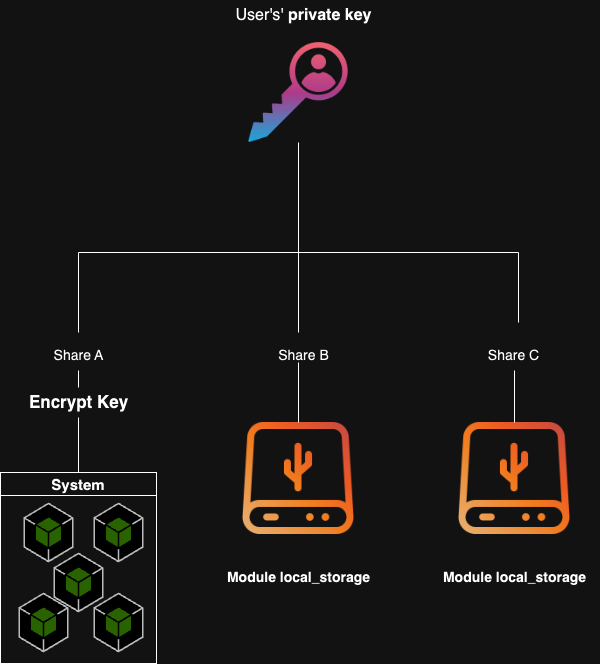 User's' private key
Share A
Share B
Share C
Encrypt Key
System
Module local_storage
Module local_storage